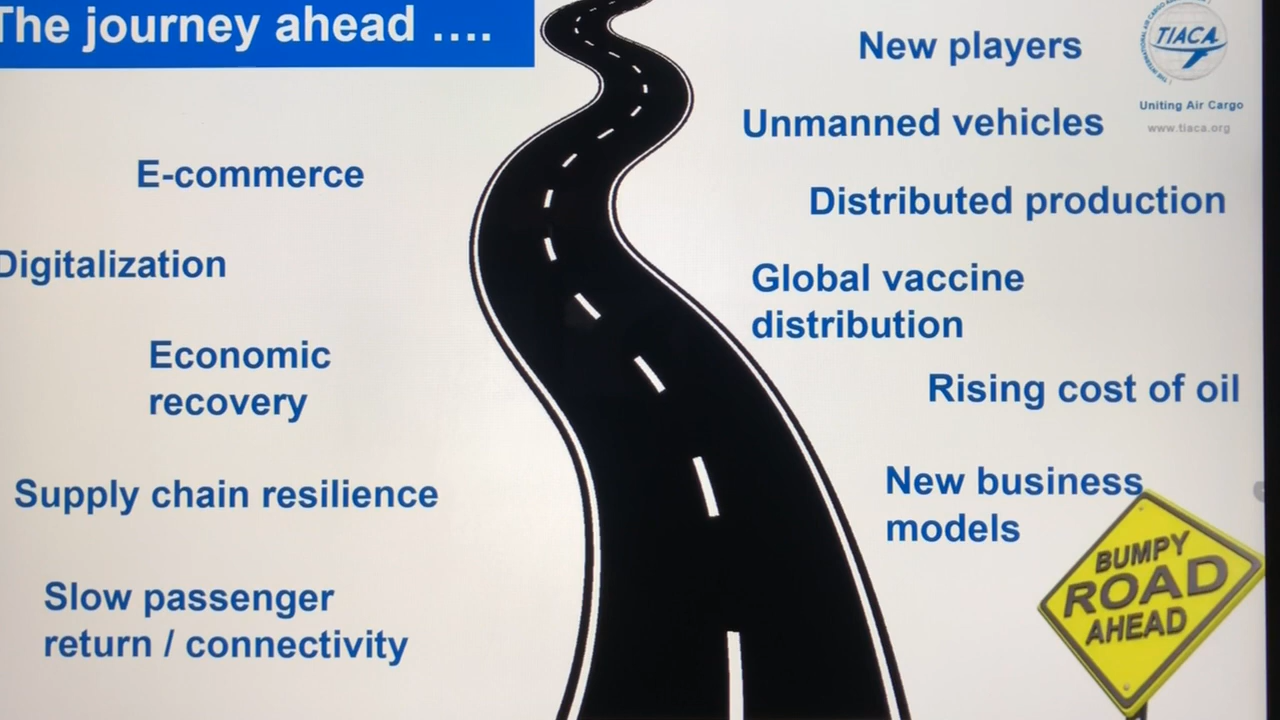 The journey ahead ....
E-commerce
Digitalization
Economic
recovery
Supply chain resilience
Slow passenger
return / connectivity
New players
Unmanned vehicles
Distributed production
Global vaccine
distribution
Rising cost of oil
New business
models
TIACA
Uniting Air Cargo
www.tiaca.org
BUMPY
ROAD
AHEAD